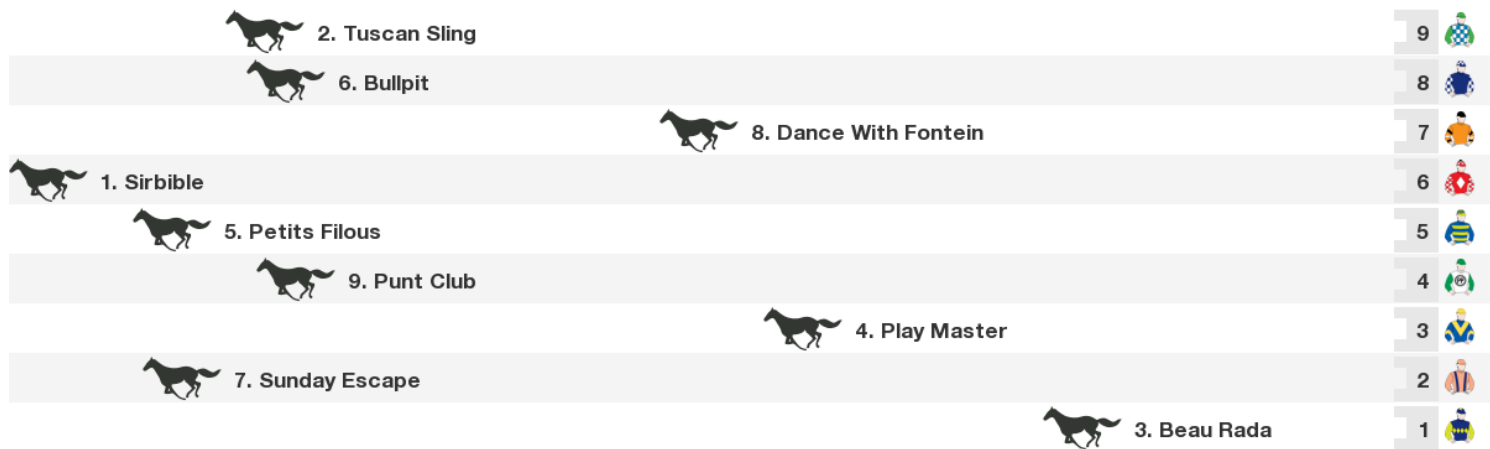 2. Tuscan Sling 9
6. Bullpit 8
8. Dance With Fontein 7
1. Sirbible 6
5. Petits Filous 5
9. Punt Club 4
4. Play Master 3
7. Sunday Escape 2
3. Beau Rada 1